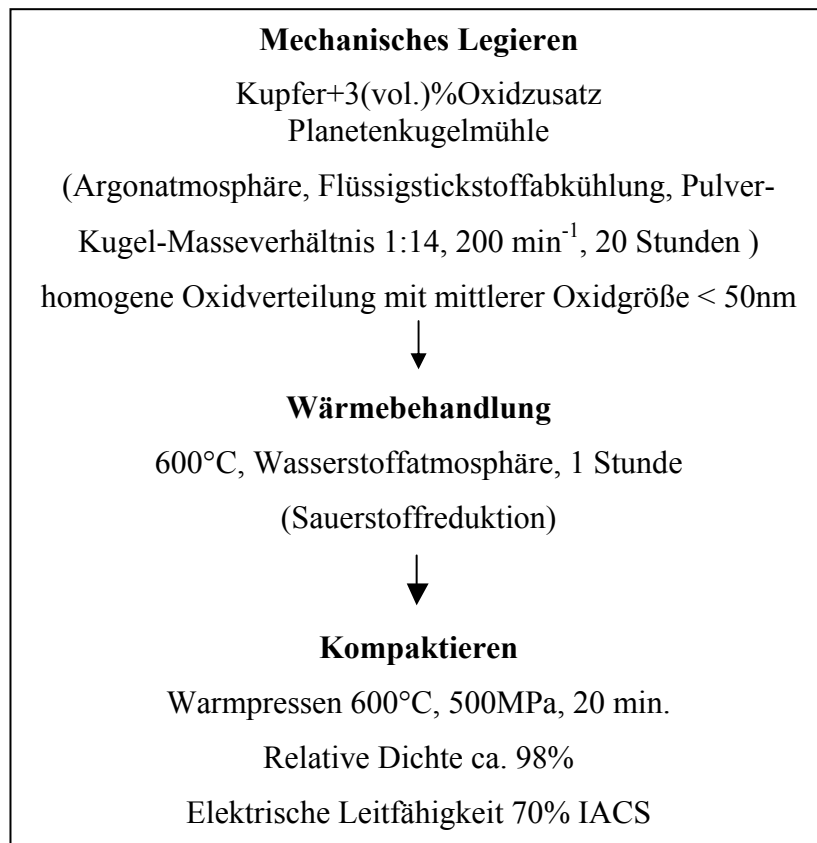 Mechanisches Legieren
Kupfer+3(vol.)%Oxidzusatz
Planetenkugelmühle
(Argonatmosphäre, Flüssigstickstoffabkühlung, Pulver-
Kugel-Masseverhältnis 1:14, 200 min⁻¹, 20 Stunden )
homogene Oxidverteilung mit mittlerer Oxidgröße < 50nm
Wärmebehandlung
600°C, Wasserstoffatmosphäre, 1 Stunde
(Sauerstoffreduktion)
Kompaktieren
Warmpressen 600°C, 500MPa, 20 min.
Relative Dichte ca. 98%
Elektrische Leitfähigkeit 70% IACS